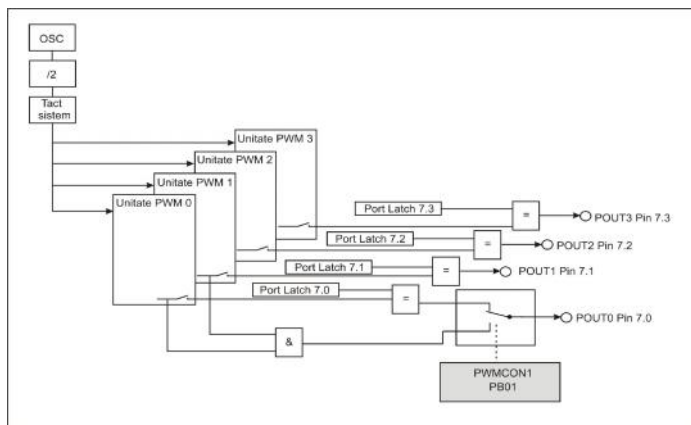 OSC
/2
Tact
sistem
Unitate PWM 3
Unitate PWM 2
Unitate PWM 1
Unitate PWM 0
Port Latch 7.3
=
POUT3 Pin 7.3
Port Latch 7.2
=
POUT2 Pin 7.2
Port Latch 7.1
=
POUT1 Pin 7.1
Port Latch 7.0
=
POUT0 Pin 7.0
&
PWMCON1
PB01